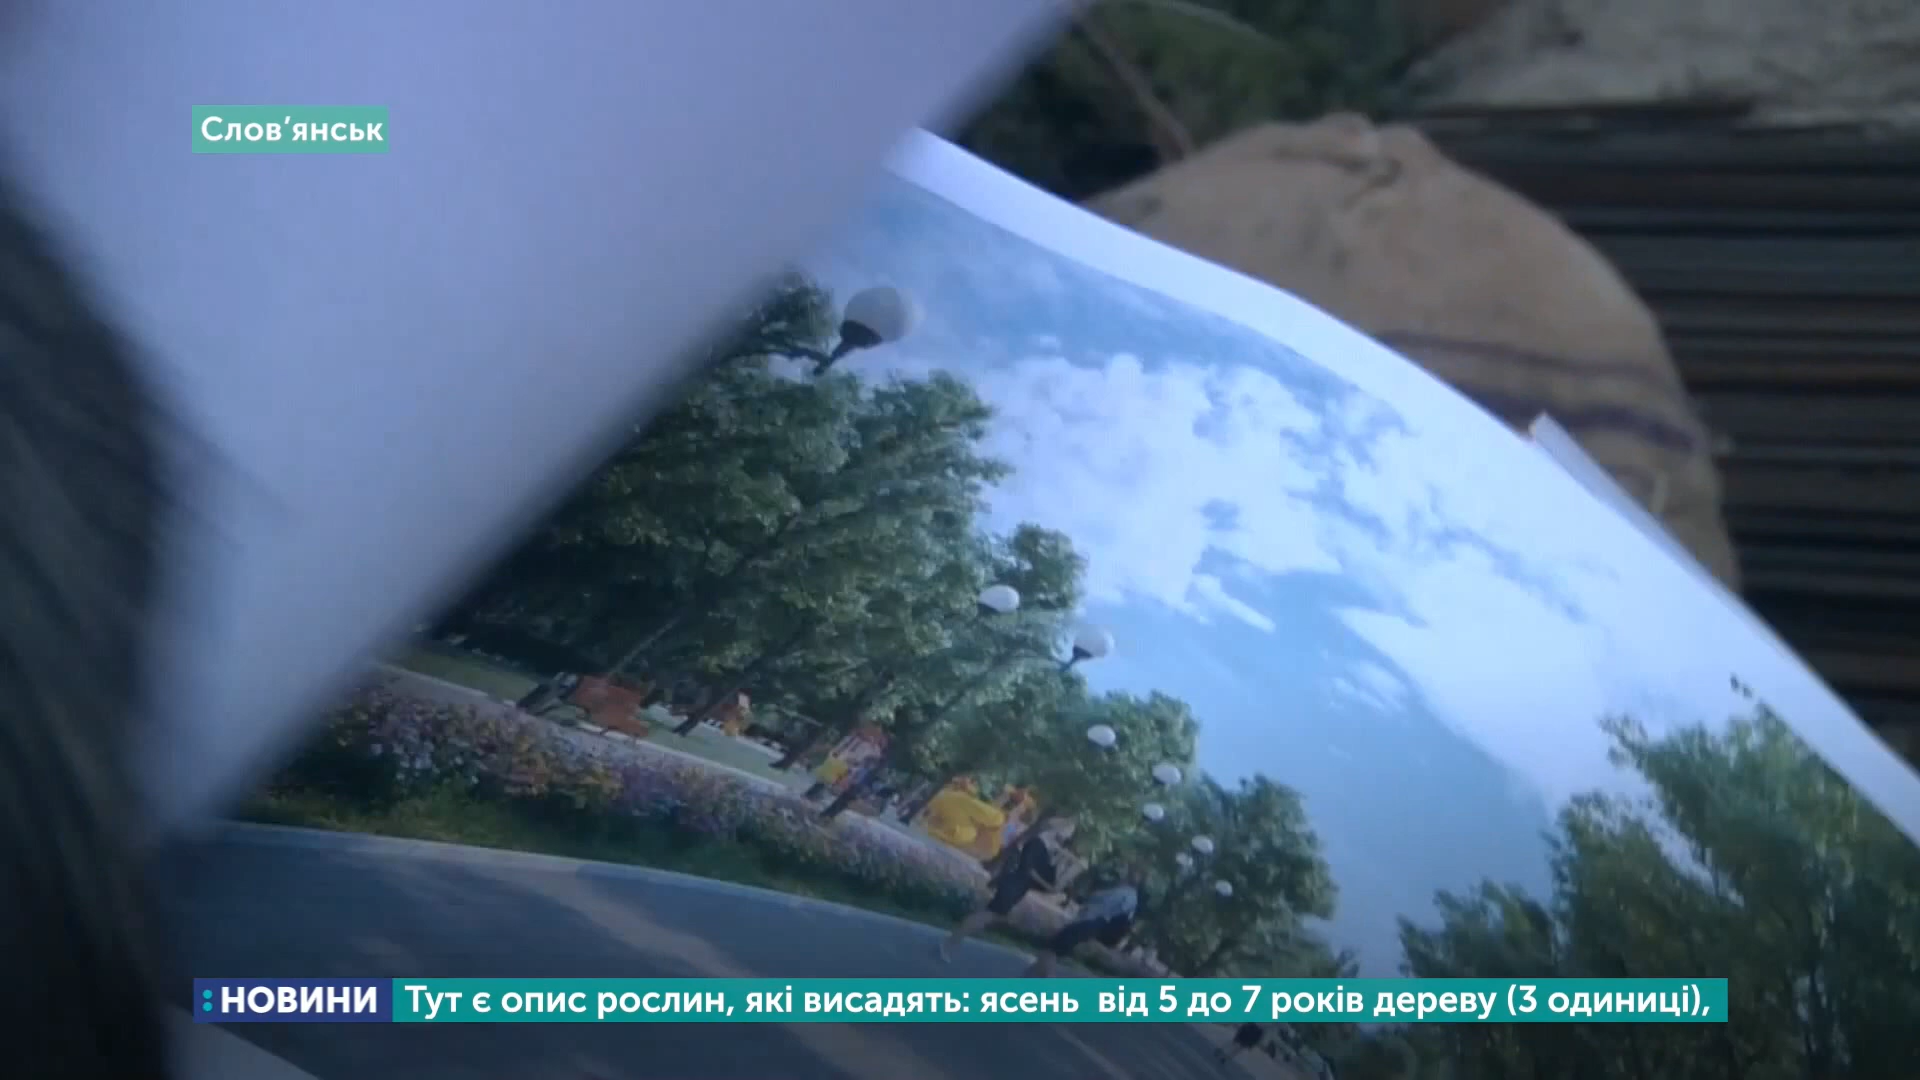 Слов’янськ
: НОВИНИ Тут є опис рослин, які висадять: ясень від 5 до 7 років дереву (3 одиниці),